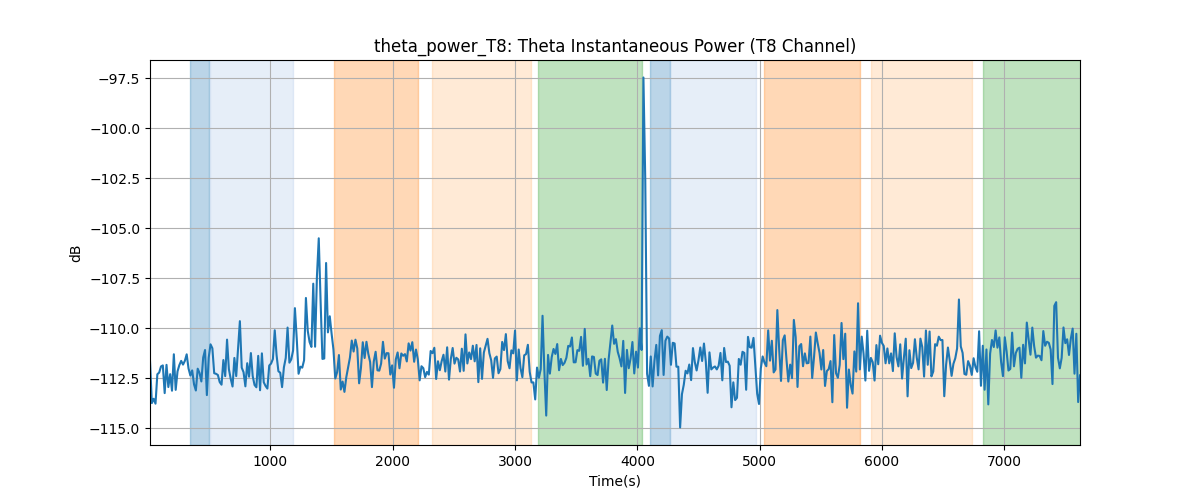 theta_power_T8: Theta Instantaneous Power (T8 Channel)
dB
−97.5
−100.0
−102.5
−105.0
−107.5
−110.0
−112.5
−115.0
1000 2000 3000 4000 5000 6000 7000
Time(s)